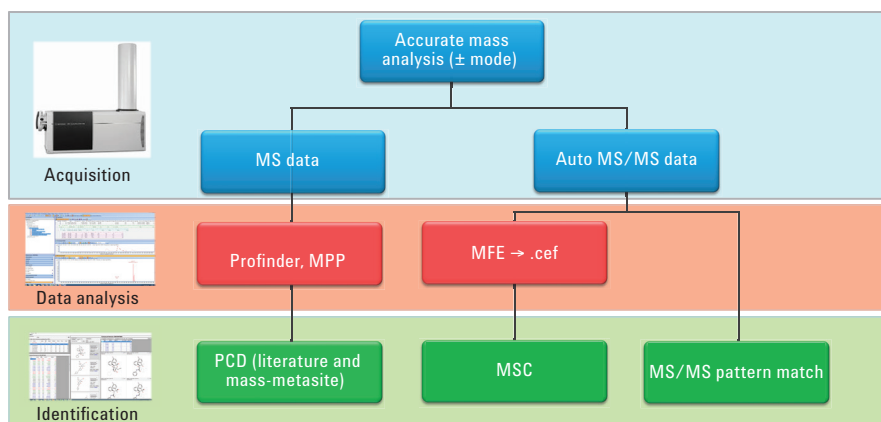 Accurate mass
analysis (± mode)
MS data
Auto MS/MS data
Acquisition
Profinder, MPP
MFE → .cef
Data analysis
PCD (literature and
mass-metasite)
MSC
MS/MS pattern match
Identification